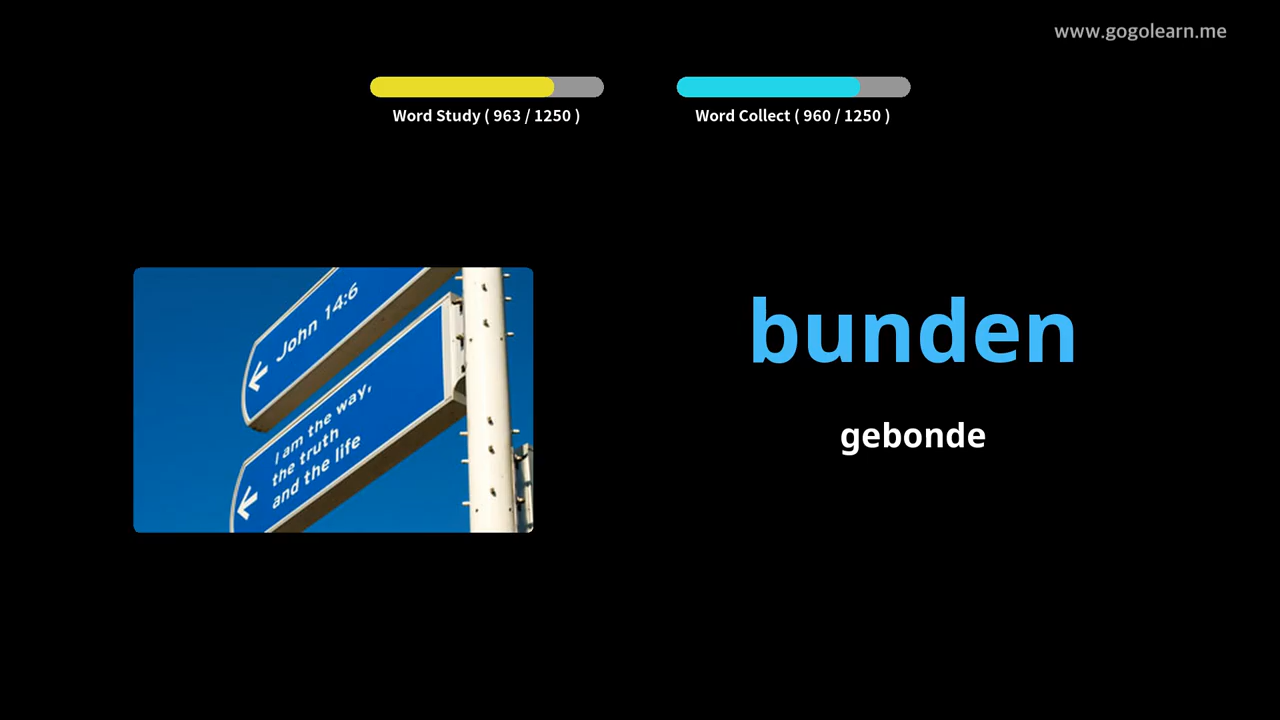 www.gogolearn.me
Word Study ( 963 / 1250 )
Word Collect ( 960 / 1250 )
John 14:6
I am the way,
the truth
and the life
bunden
gebonde